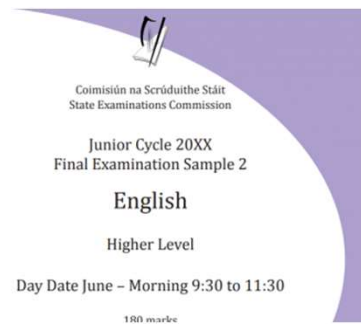 Coimisiún na Scrúduithe Stáit
State Examinations Commission
Junior Cycle 20XX
Final Examination Sample 2
English
Higher Level
Day Date June – Morning 9:30 to 11:30
180 marks